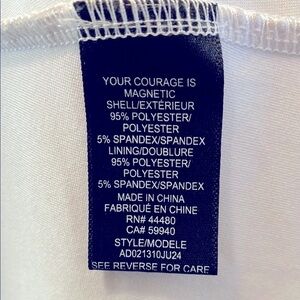 YOUR COURAGE IS
MAGNETIC
SHELL/EXTÉRIEUR
95% POLYESTER/
POLYESTER
5% SPANDEX/SPANDEX
LINING/DOUBLURE
95% POLYESTER/
POLYESTER
5% SPANDEX/SPANDEX
MADE IN CHINA
FABRIQUÉ EN CHINE
RN# 44480
CA# 59940
STYLE/MODELE
AD021310JU24
SEE REVERSE FOR CARE